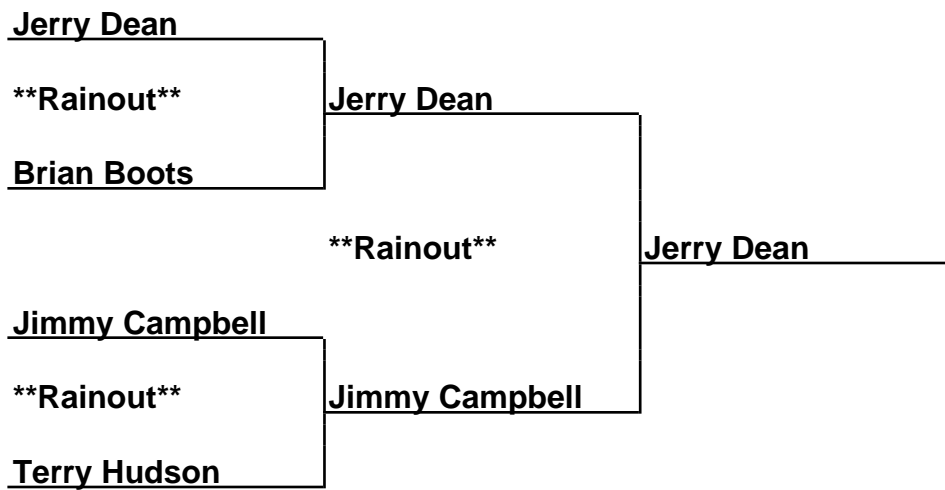 Jerry Dean
**Rainout**
Jerry Dean
Brian Boots
**Rainout**
Jerry Dean
Jimmy Campbell
**Rainout**
Jimmy Campbell
Terry Hudson